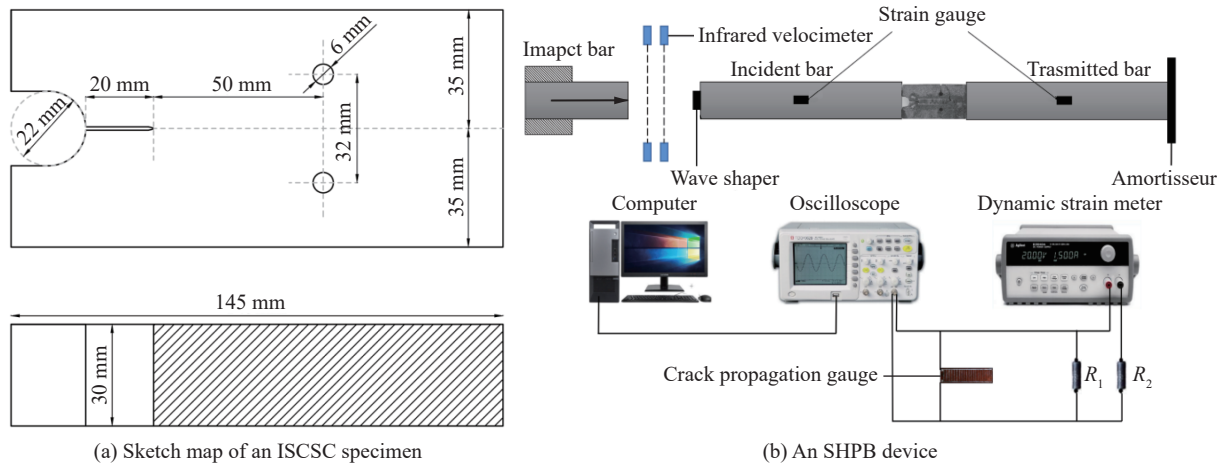 20 mm
50 mm
6 mm
22 mm
32 mm
35 mm
35 mm
145 mm
30 mm
(a) Sketch map of an ISCSC specimen
Strain gauge
Infrared velocimeter
Imapct bar
Incident bar
Trasmitted bar
Wave shaper
Amortisseur
Computer
Oscilloscope
Dynamic strain meter
Crack propagation gauge
R1
R2
(b) An SHPB device